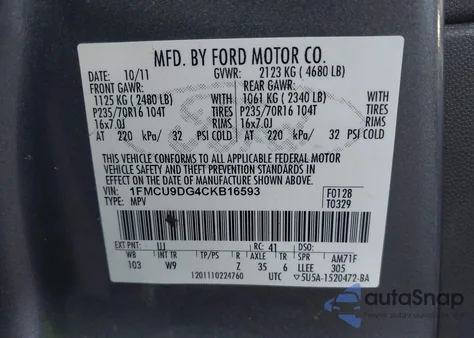 MFD. BY FORD MOTOR CO.
DATE: 10/11 GVWR: 2123 KG ( 4680 LB)
FRONT GAWR: REAR GAWR:
1125 KG ( 2480 LB) WITH 1061 KG ( 2340 LB) WITH
P235/70R16 104T TIRES P235/70R16 104T TIRES
16x7.0J RIMS 16x7.0J RIMS
AT 220 kPa/ 32 PSI COLD AT 220 kPa/ 32 PSI COLD
THIS VEHICLE CONFORMS TO ALL APPLICABLE FEDERAL MOTOR
VEHICLE SAFETY AND BUMPER AND THEFT PREVENTION STANDARDS IN
EFFECT ON THE DATE OF MANUFACTURE SHOWN ABOVE.
VIN: 1FMCU9DG4CKB16593 F0128
TYPE: MPV T0329
EXT PNT: UJ RC: 41 DSO:
WB INT TR TP/PS R AXLE TR SPR AM71F
103 W9 Z 35 6 LLEE 305
1201110224760 UTC 5U5A-1520472-BA
autoSnap